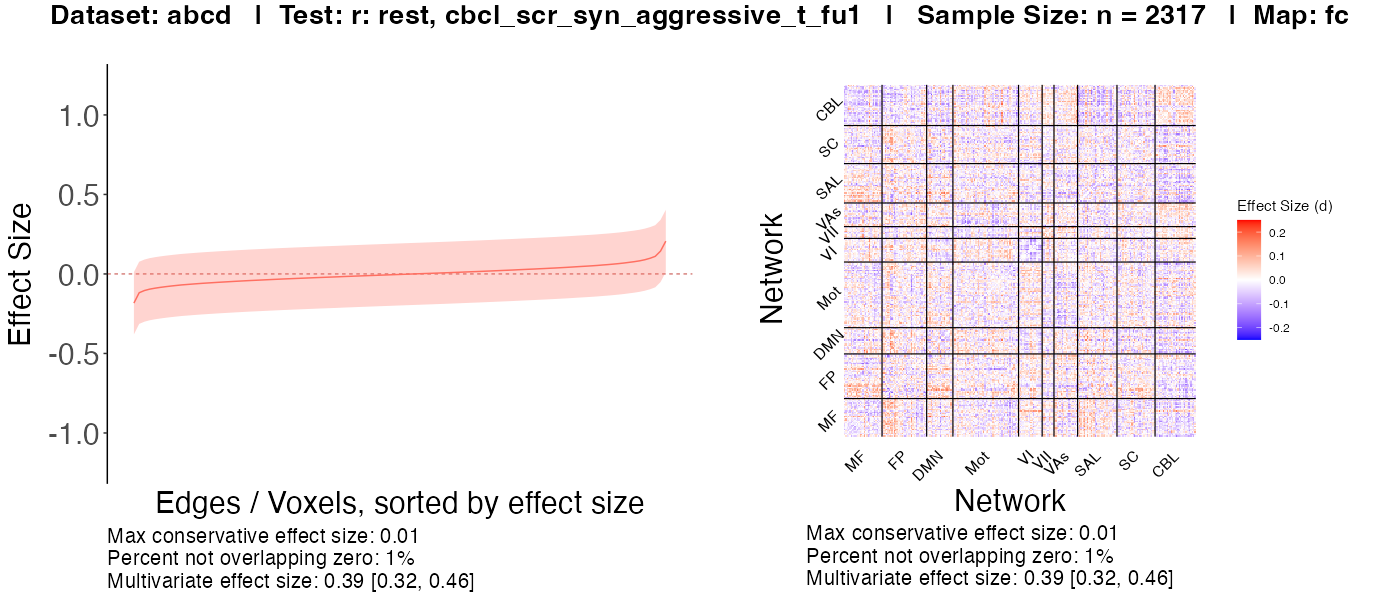 Dataset: abcd | Test: r: rest, cbcl_scr_syn_aggressive_t_fu1 | Sample Size: n = 2317 | Map: fc
Effect Size
1.0
0.5
0.0
-0.5
-1.0
Edges / Voxels, sorted by effect size
Max conservative effect size: 0.01
Percent not overlapping zero: 1%
Multivariate effect size: 0.39 [0.32, 0.46]
Network
CBL
SC
SAL
VAs
VII
VI
Mot
DMN
FP
MF
MF
FP
DMN
Mot
VI
VII
VAs
SAL
SC
CBL
Network
Effect Size (d)
0.2
0.1
0.0
-0.1
-0.2
Max conservative effect size: 0.01
Percent not overlapping zero: 1%
Multivariate effect size: 0.39 [0.32, 0.46]